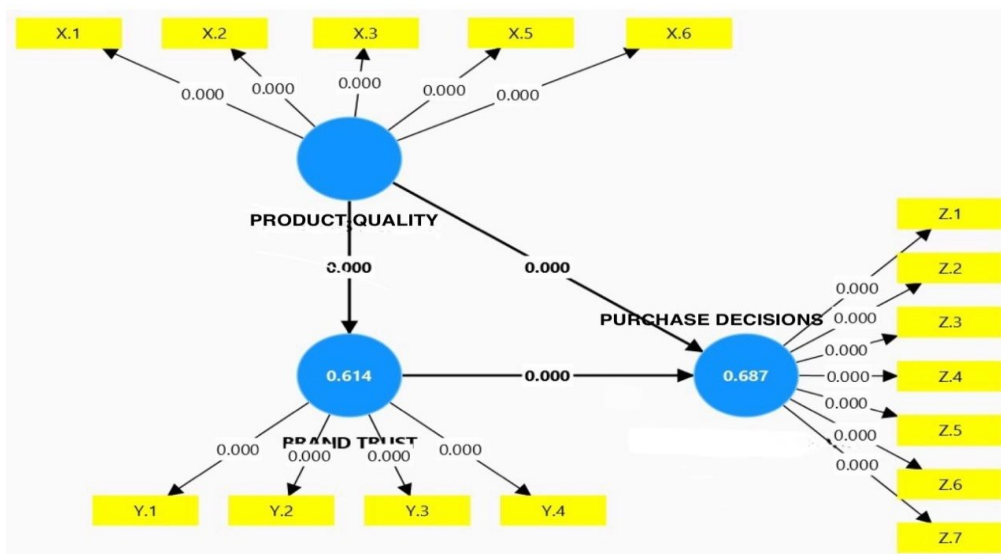 X.1 X.2 X.3 X.5 X.6
0.000 0.000 0.000 0.000 0.000
PRODUCT QUALITY
0.000 0.000
PURCHASE DECISIONS
0.614 0.000 0.687
BRAND TRUST
0.000 0.000 0.000 0.000
Y.1 Y.2 Y.3 Y.4
0.000 Z.1
0.000 Z.2
0.000 Z.3
0.000 Z.4
0.000 Z.5
0.000 Z.6
0.000 Z.7